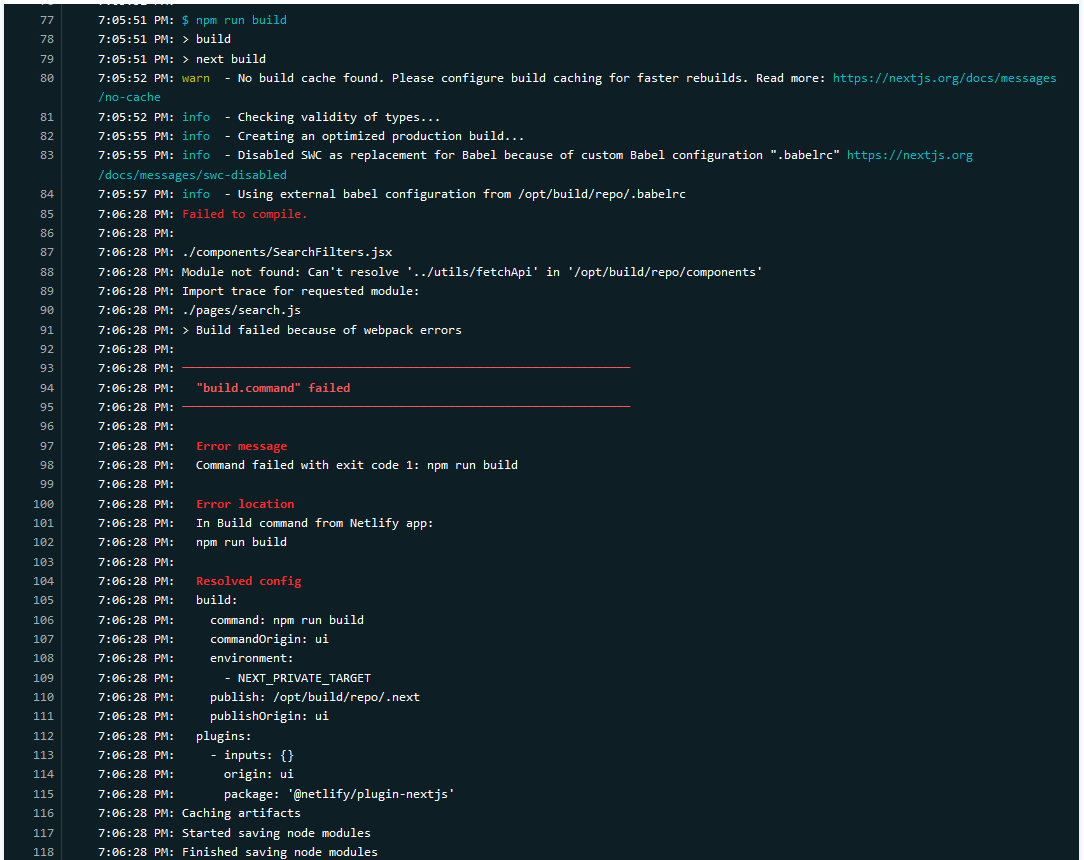 77 7:05:51 PM: $ npm run build
78 7:05:51 PM: > build
79 7:05:51 PM: > next build
80 7:05:52 PM: warn  - No build cache found. Please configure build caching for faster rebuilds. Read more: https://nextjs.org/docs/messages
/no-cache
81 7:05:52 PM: info  - Checking validity of types...
82 7:05:55 PM: info  - Creating an optimized production build...
83 7:05:55 PM: info  - Disabled SWC as replacement for Babel because of custom Babel configuration ".babelrc" https://nextjs.org
/docs/messages/swc-disabled
84 7:05:57 PM: info  - Using external babel configuration from /opt/build/repo/.babelrc
85 7:06:28 PM: Failed to compile.
86 7:06:28 PM:
87 7:06:28 PM: ./components/SearchFilters.jsx
88 7:06:28 PM: Module not found: Can't resolve '../utils/fetchApi' in '/opt/build/repo/components'
89 7:06:28 PM: Import trace for requested module:
90 7:06:28 PM: ./pages/search.js
91 7:06:28 PM: > Build failed because of webpack errors
92 7:06:28 PM:
93 7:06:28 PM: ────────────────────────────────────────────────────────────────
94 7:06:28 PM:   "build.command" failed
95 7:06:28 PM: ────────────────────────────────────────────────────────────────
96 7:06:28 PM:
97 7:06:28 PM:   Error message
98 7:06:28 PM:   Command failed with exit code 1: npm run build
99 7:06:28 PM:
100 7:06:28 PM:   Error location
101 7:06:28 PM:   In Build command from Netlify app:
102 7:06:28 PM:   npm run build
103 7:06:28 PM:
104 7:06:28 PM:   Resolved config
105 7:06:28 PM:   build:
106 7:06:28 PM:     command: npm run build
107 7:06:28 PM:     commandOrigin: ui
108 7:06:28 PM:     environment:
109 7:06:28 PM:       - NEXT_PRIVATE_TARGET
110 7:06:28 PM:     publish: /opt/build/repo/.next
111 7:06:28 PM:     publishOrigin: ui
112 7:06:28 PM:   plugins:
113 7:06:28 PM:     - inputs: {}
114 7:06:28 PM:       origin: ui
115 7:06:28 PM:       package: '@netlify/plugin-nextjs'
116 7:06:28 PM: Caching artifacts
117 7:06:28 PM: Started saving node modules
118 7:06:28 PM: Finished saving node modules